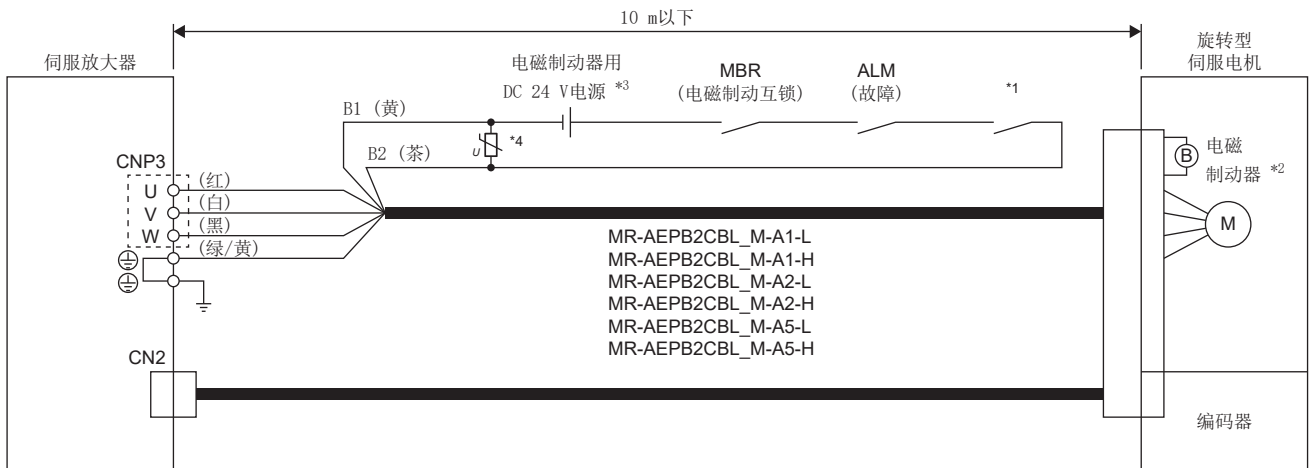 10 m以下
伺服放大器
旋转型
伺服电机
电磁制动器用
DC 24 V电源 *3
MBR
(电磁制动互锁)
ALM
(故障)
*1
B1 (黄)
*4
U
B2 (茶)
B
电磁
制动器 *2
CNP3
U
(红)
V
(白)
W
(黑)
(绿/黄)
M
MR-AEPB2CBL_M-A1-L
MR-AEPB2CBL_M-A1-H
MR-AEPB2CBL_M-A2-L
MR-AEPB2CBL_M-A2-H
MR-AEPB2CBL_M-A5-L
MR-AEPB2CBL_M-A5-H
CN2
编码器